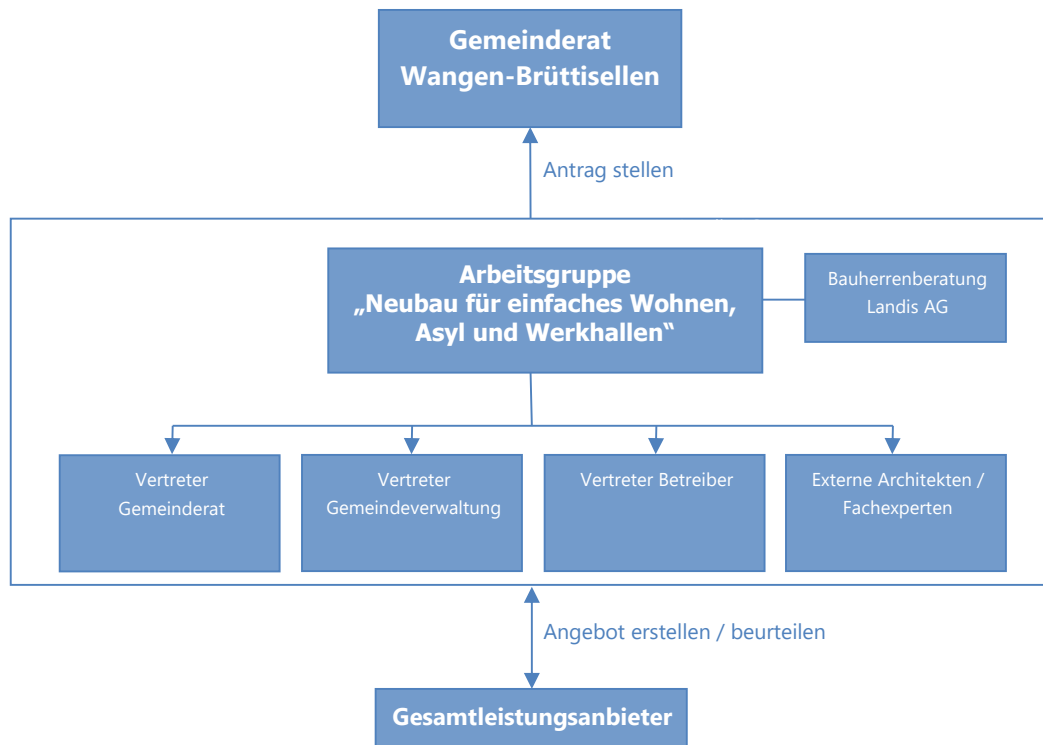 Gemeinderat
Wangen-Brüttisellen
Antrag stellen
Arbeitsgruppe
„Neubau für einfaches Wohnen,
Asyl und Werkhallen“
Bauherrenberatung
Landis AG
Vertreter
Gemeinderat
Vertreter
Gemeindeverwaltung
Vertreter Betreiber
Externe Architekten /
Fachexperten
Angebot erstellen / beurteilen
Gesamtleistungsanbieter